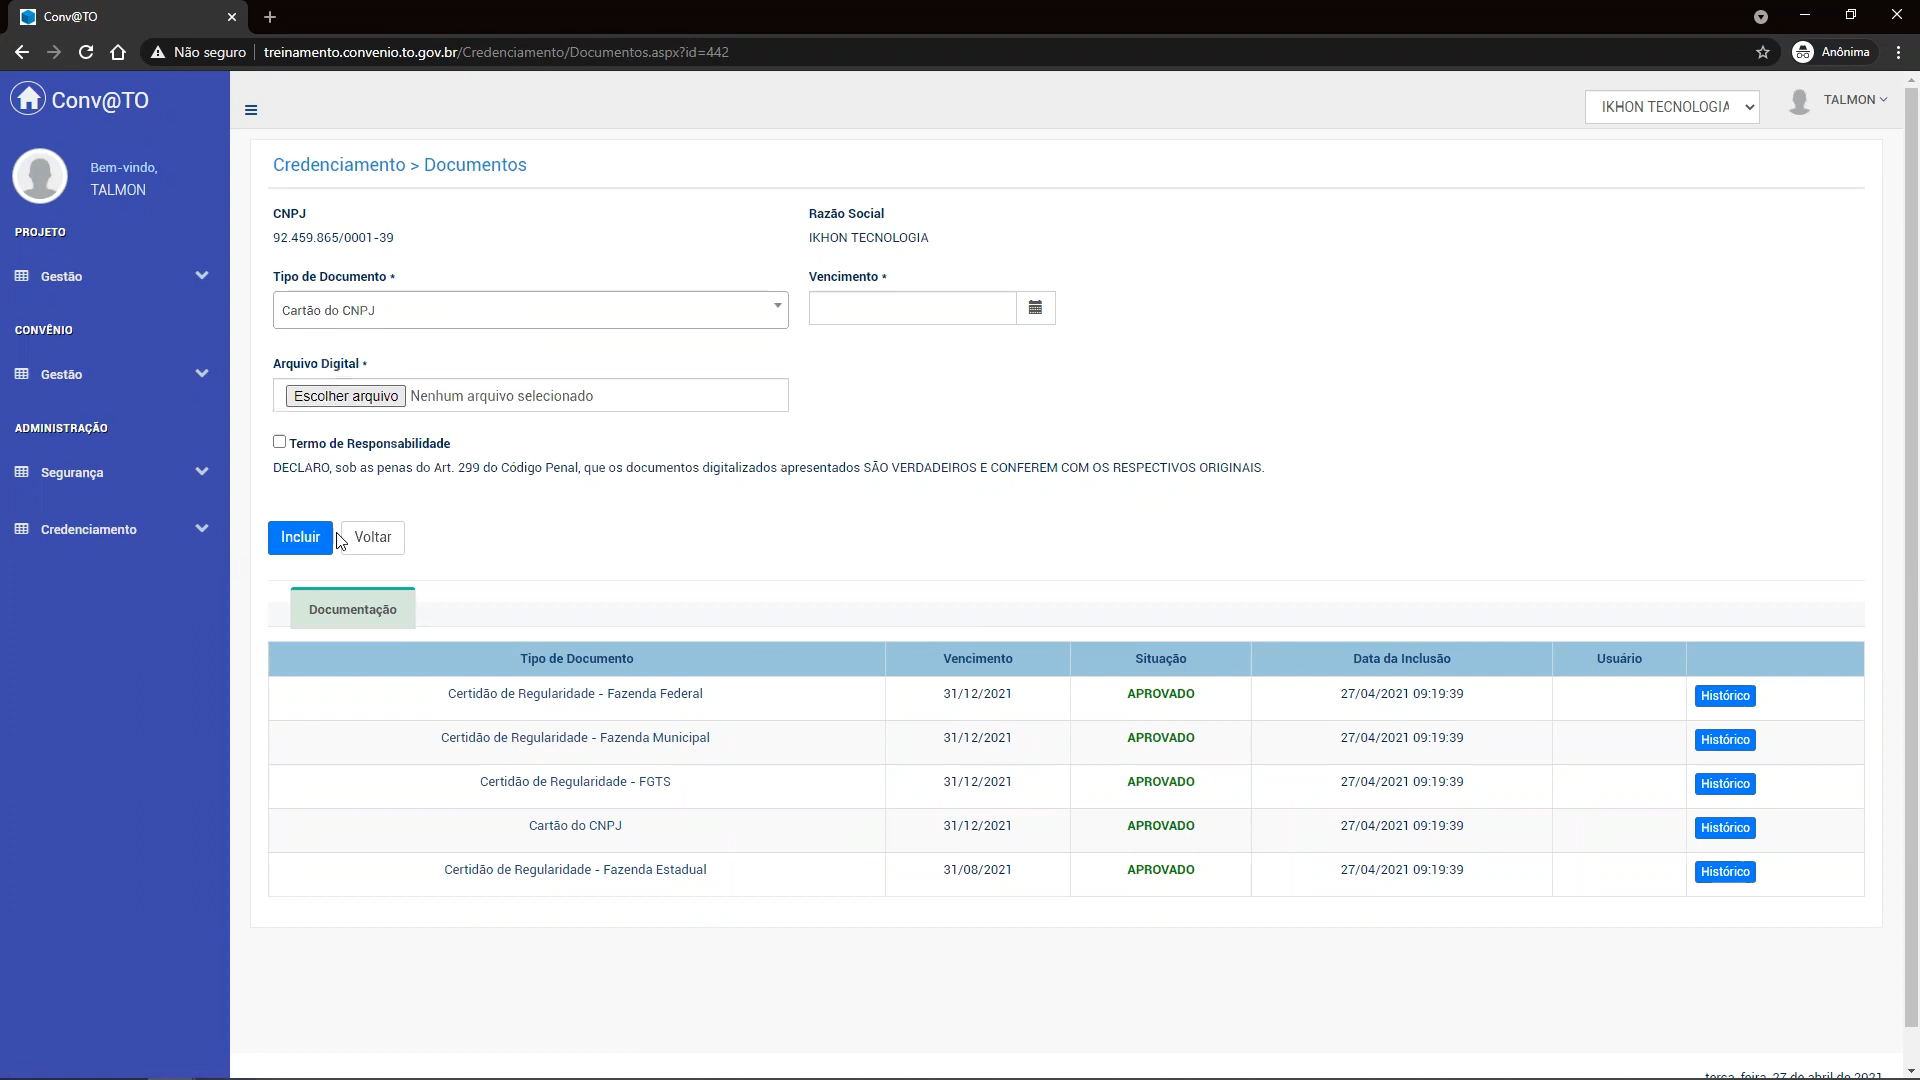 Conv@TO
Não seguro
treinamento.convenio.to.gov.br/Credenciamento/Documentos.aspx?id=442
Anônima
Conv@TO
IKHON TECNOLOGIA
TALMON
Bem-vindo,
TALMON
PROJETO
Gestão
CONVÊNIO
Gestão
ADMINISTRAÇÃO
Segurança
Credenciamento
Credenciamento > Documentos
CNPJ
Razão Social
92.459.865/0001-39
IKHON TECNOLOGIA
Tipo de Documento *
Vencimento *
Cartão do CNPJ
Arquivo Digital *
Escolher arquivo Nenhum arquivo selecionado
Termo de Responsabilidade
DECLARO, sob as penas do Art. 299 do Código Penal, que os documentos digitalizados apresentados SÃO VERDADEIROS E CONFEREM COM OS RESPECTIVOS ORIGINAIS.
Incluir
Voltar
Documentação
Tipo de Documento Vencimento Situação Data da Inclusão Usuário
Certidão de Regularidade - Fazenda Federal 31/12/2021 APROVADO 27/04/2021 09:19:39 Histórico
Certidão de Regularidade - Fazenda Municipal 31/12/2021 APROVADO 27/04/2021 09:19:39 Histórico
Certidão de Regularidade - FGTS 31/12/2021 APROVADO 27/04/2021 09:19:39 Histórico
Cartão do CNPJ 31/12/2021 APROVADO 27/04/2021 09:19:39 Histórico
Certidão de Regularidade - Fazenda Estadual 31/08/2021 APROVADO 27/04/2021 09:19:39 Histórico
terça-feira, 27 de abril de 2021